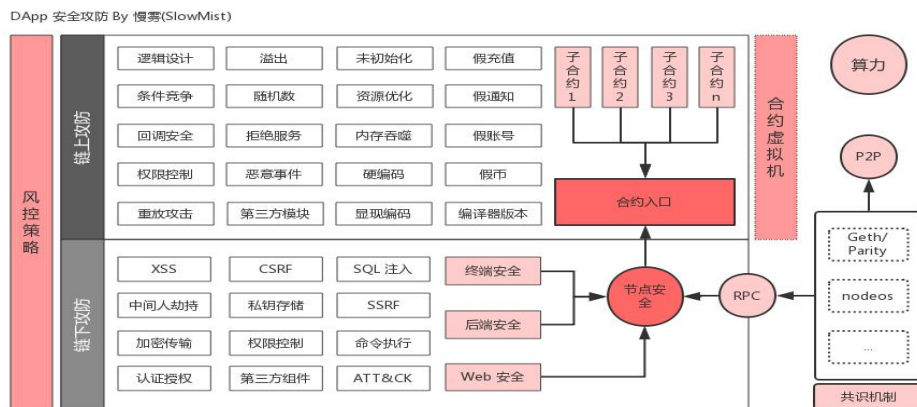 DApp 安全攻防 By 慢雾(SlowMist)
风控策略
链上攻防
逻辑设计
溢出
未初始化
假充值
条件竞争
随机数
资源优化
假通知
回调安全
拒绝服务
内存吞噬
假账号
权限控制
恶意事件
硬编码
假币
重放攻击
第三方模块
显现编码
编译器版本
子合约1
子合约2
子合约3
子合约n
合约入口
合约虚拟机
算力
P2P
Geth/
Parity
nodeos
...
共识机制
RPC
链下攻防
XSS
CSRF
SQL 注入
终端安全
中间人劫持
私钥存储
SSRF
后端安全
加密传输
权限控制
命令执行
认证授权
第三方组件
ATT&CK
Web 安全
节点安全